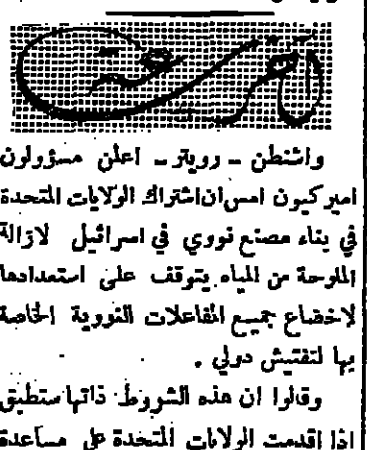 واشنطن - رويتر - اعلن مسؤولون
اميركيون امس ان اشتراك الولايات المتحدة
في بناء مصنع نووي في اسرائيل لازالة
الملوحة من المياه يتوقف على استعدادها
لاخضاع جميع المفاعلات النووية الخاصة
بها لتفتيش دولي .
وقالوا ان هذه الشروط ذاتها ستطبق
اذا اقدمت الولايات المتحدة على مساعدة